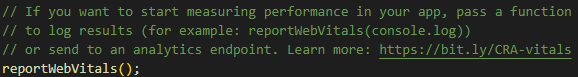 // If you want to start measuring performance in your app, pass a function
// to log results (for example: reportWebVitals(console.log))
// or send to an analytics endpoint. Learn more: https://bit.ly/CRA-vitals
reportWebVitals();